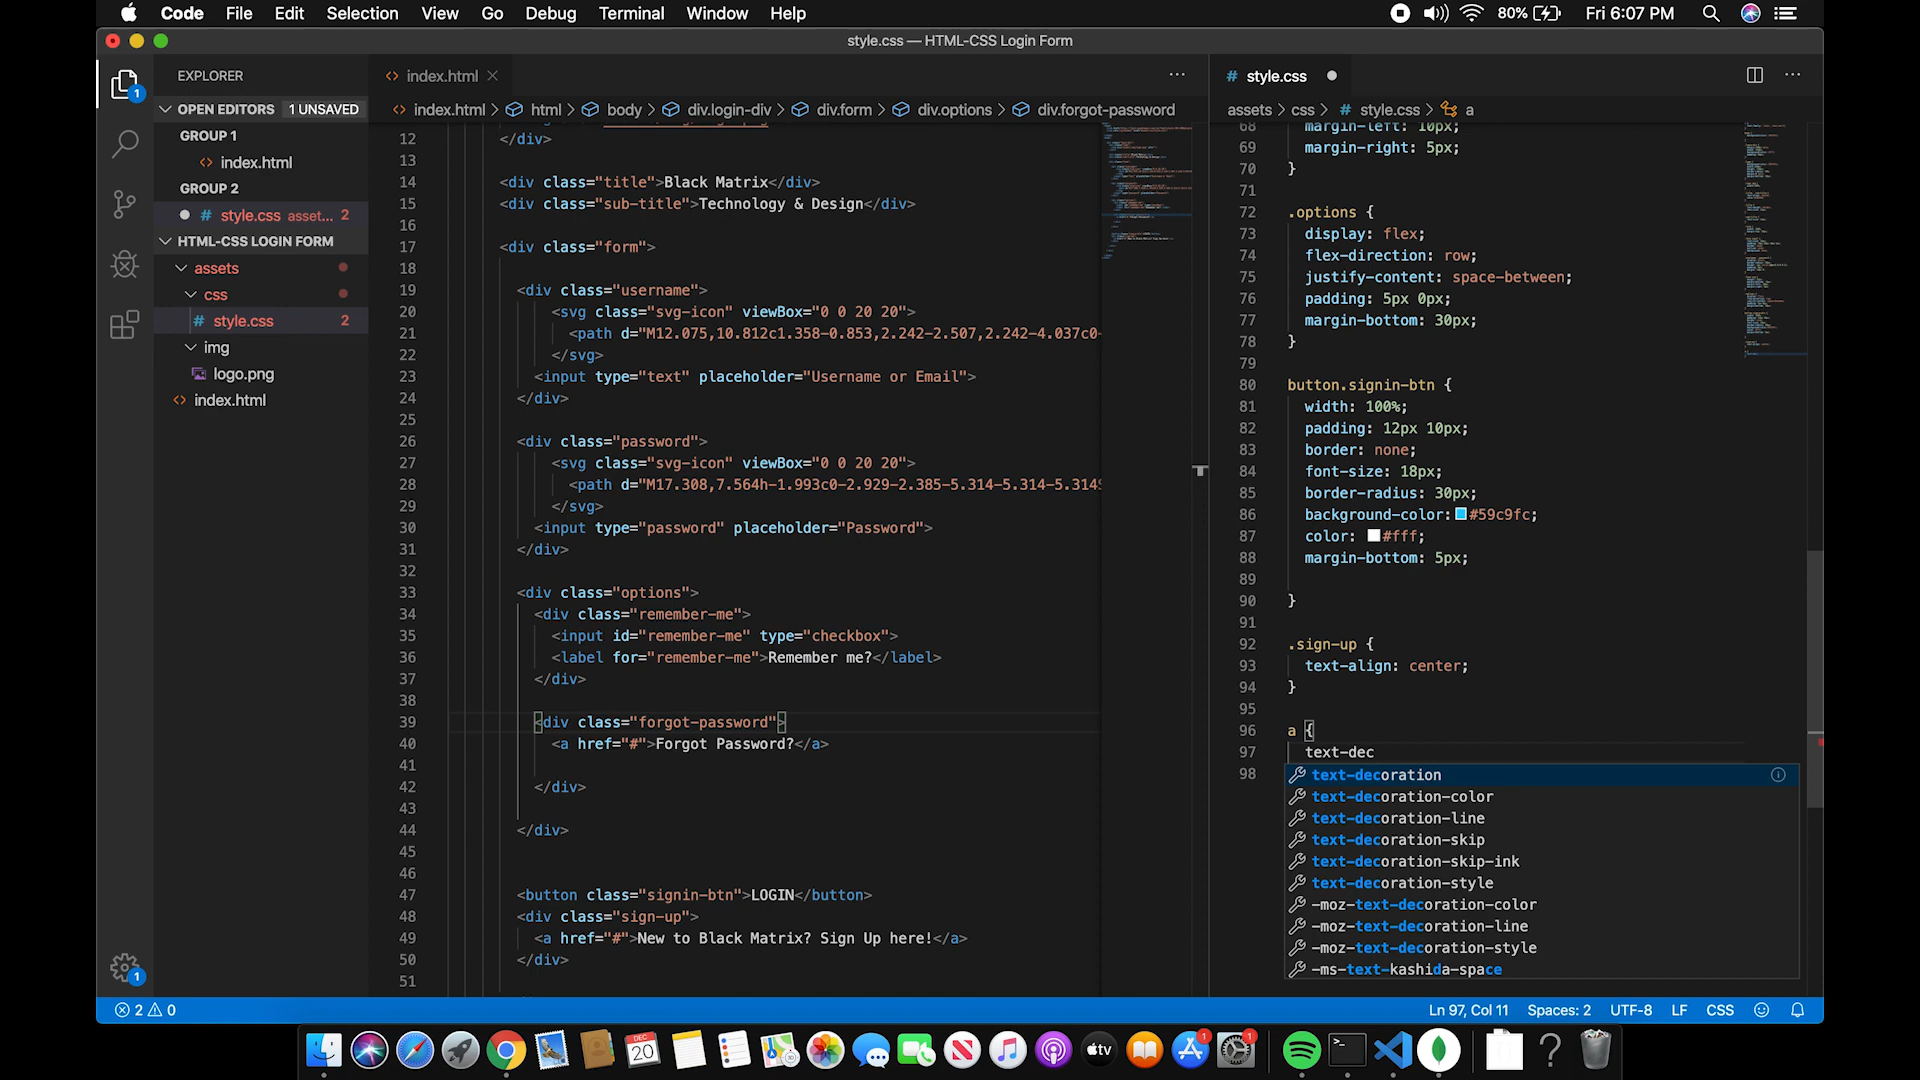 Code File Edit Selection View Go Debug Terminal Window Help
80% Fri 6:07 PM
style.css — HTML-CSS Login Form
EXPLORER
OPEN EDITORS 1 UNSAVED
GROUP 1
<> index.html
GROUP 2
# style.css asset... 2
HTML-CSS LOGIN FORM
assets
css
# style.css 2
img
logo.png
<> index.html
1
1
<> index.html
<> index.html > html > body > div.login-div > div.form > div.options > div.forgot-password
12 </div>
13
14 <div class="title">Black Matrix</div>
15 <div class="sub-title">Technology & Design</div>
16
17 <div class="form">
18
19 <div class="username">
20 <svg class="svg-icon" viewBox="0 0 20 20">
21 <path d="M12.075,10.812c1.358-0.853,2.242-2.507,2.242-4.037c0-
22 </svg>
23 <input type="text" placeholder="Username or Email">
24 </div>
25
26 <div class="password">
27 <svg class="svg-icon" viewBox="0 0 20 20">
28 <path d="M17.308,7.564h-1.993c0-2.929-2.385-5.314-5.314-5.314S
29 </svg>
30 <input type="password" placeholder="Password">
31 </div>
32
33 <div class="options">
34 <div class="remember-me">
35 <input id="remember-me" type="checkbox">
36 <label for="remember-me">Remember me?</label>
37 </div>
38
39 <div class="forgot-password">
40 <a href="#">Forgot Password?</a>
41
42 </div>
43
44 </div>
45
46
47 <button class="signin-btn">LOGIN</button>
48 <div class="sign-up">
49 <a href="#">New to Black Matrix? Sign Up here!</a>
50 </div>
51
# style.css
assets > css > # style.css > a
68 margin-left: 10px;
69 margin-right: 5px;
70 }
71
72 .options {
73 display: flex;
74 flex-direction: row;
75 justify-content: space-between;
76 padding: 5px 0px;
77 margin-bottom: 30px;
78 }
79
80 button.signin-btn {
81 width: 100%;
82 padding: 12px 10px;
83 border: none;
84 font-size: 18px;
85 border-radius: 30px;
86 background-color: #59c9fc;
87 color: #fff;
88 margin-bottom: 5px;
89
90 }
91
92 .sign-up {
93 text-align: center;
94 }
95
96 a {
97 text-dec
98
text-decoration
text-decoration-color
text-decoration-line
text-decoration-skip
text-decoration-skip-ink
text-decoration-style
-moz-text-decoration-color
-moz-text-decoration-line
-moz-text-decoration-style
-ms-text-kashida-space
2 0
Ln 97, Col 11 Spaces: 2 UTF-8 LF CSS
DEC
20
tv
1
1